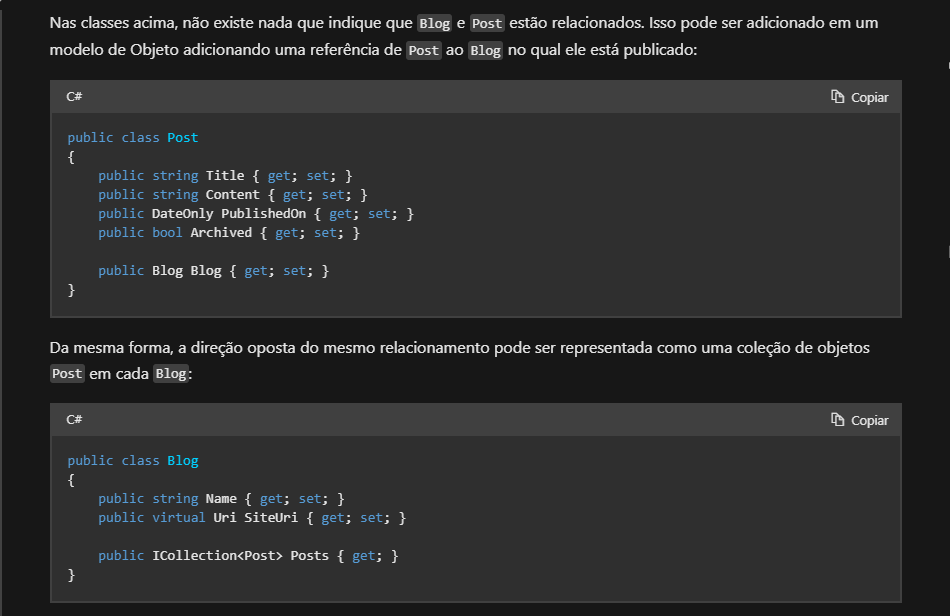 Nas classes acima, não existe nada que indique que Blog e Post estão relacionados. Isso pode ser adicionado em um
modelo de Objeto adicionando uma referência de Post ao Blog no qual ele está publicado:
C#
Copiar
public class Post
{
    public string Title { get; set; }
    public string Content { get; set; }
    public DateOnly PublishedOn { get; set; }
    public bool Archived { get; set; }

    public Blog Blog { get; set; }
}
Da mesma forma, a direção oposta do mesmo relacionamento pode ser representada como uma coleção de objetos
Post em cada Blog:
C#
Copiar
public class Blog
{
    public string Name { get; set; }
    public virtual Uri SiteUri { get; set; }

    public ICollection<Post> Posts { get; }
}